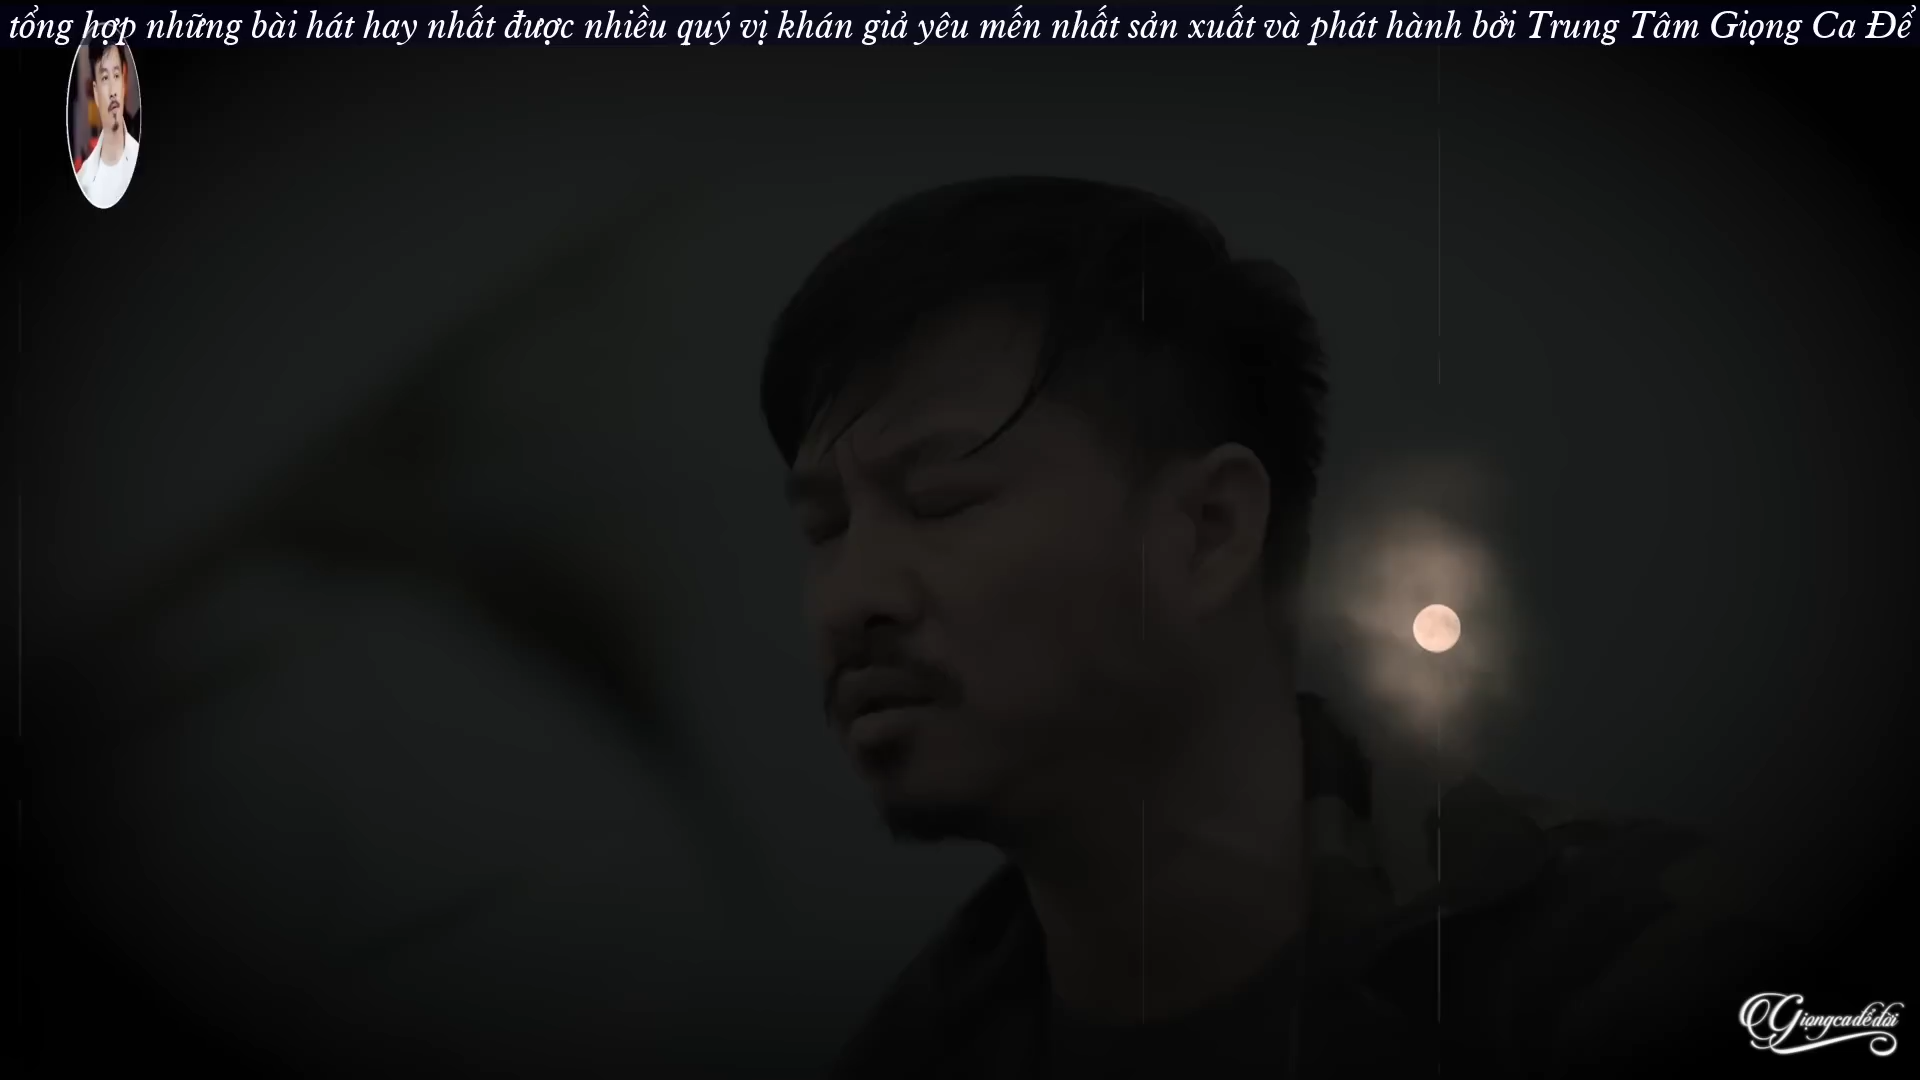 tổng hợp những bài hát hay nhất được nhiều quý vị khán giả yêu mến nhất sản xuất và phát hành bởi Trung Tâm Giọng Ca Để
Giọngcađểđời